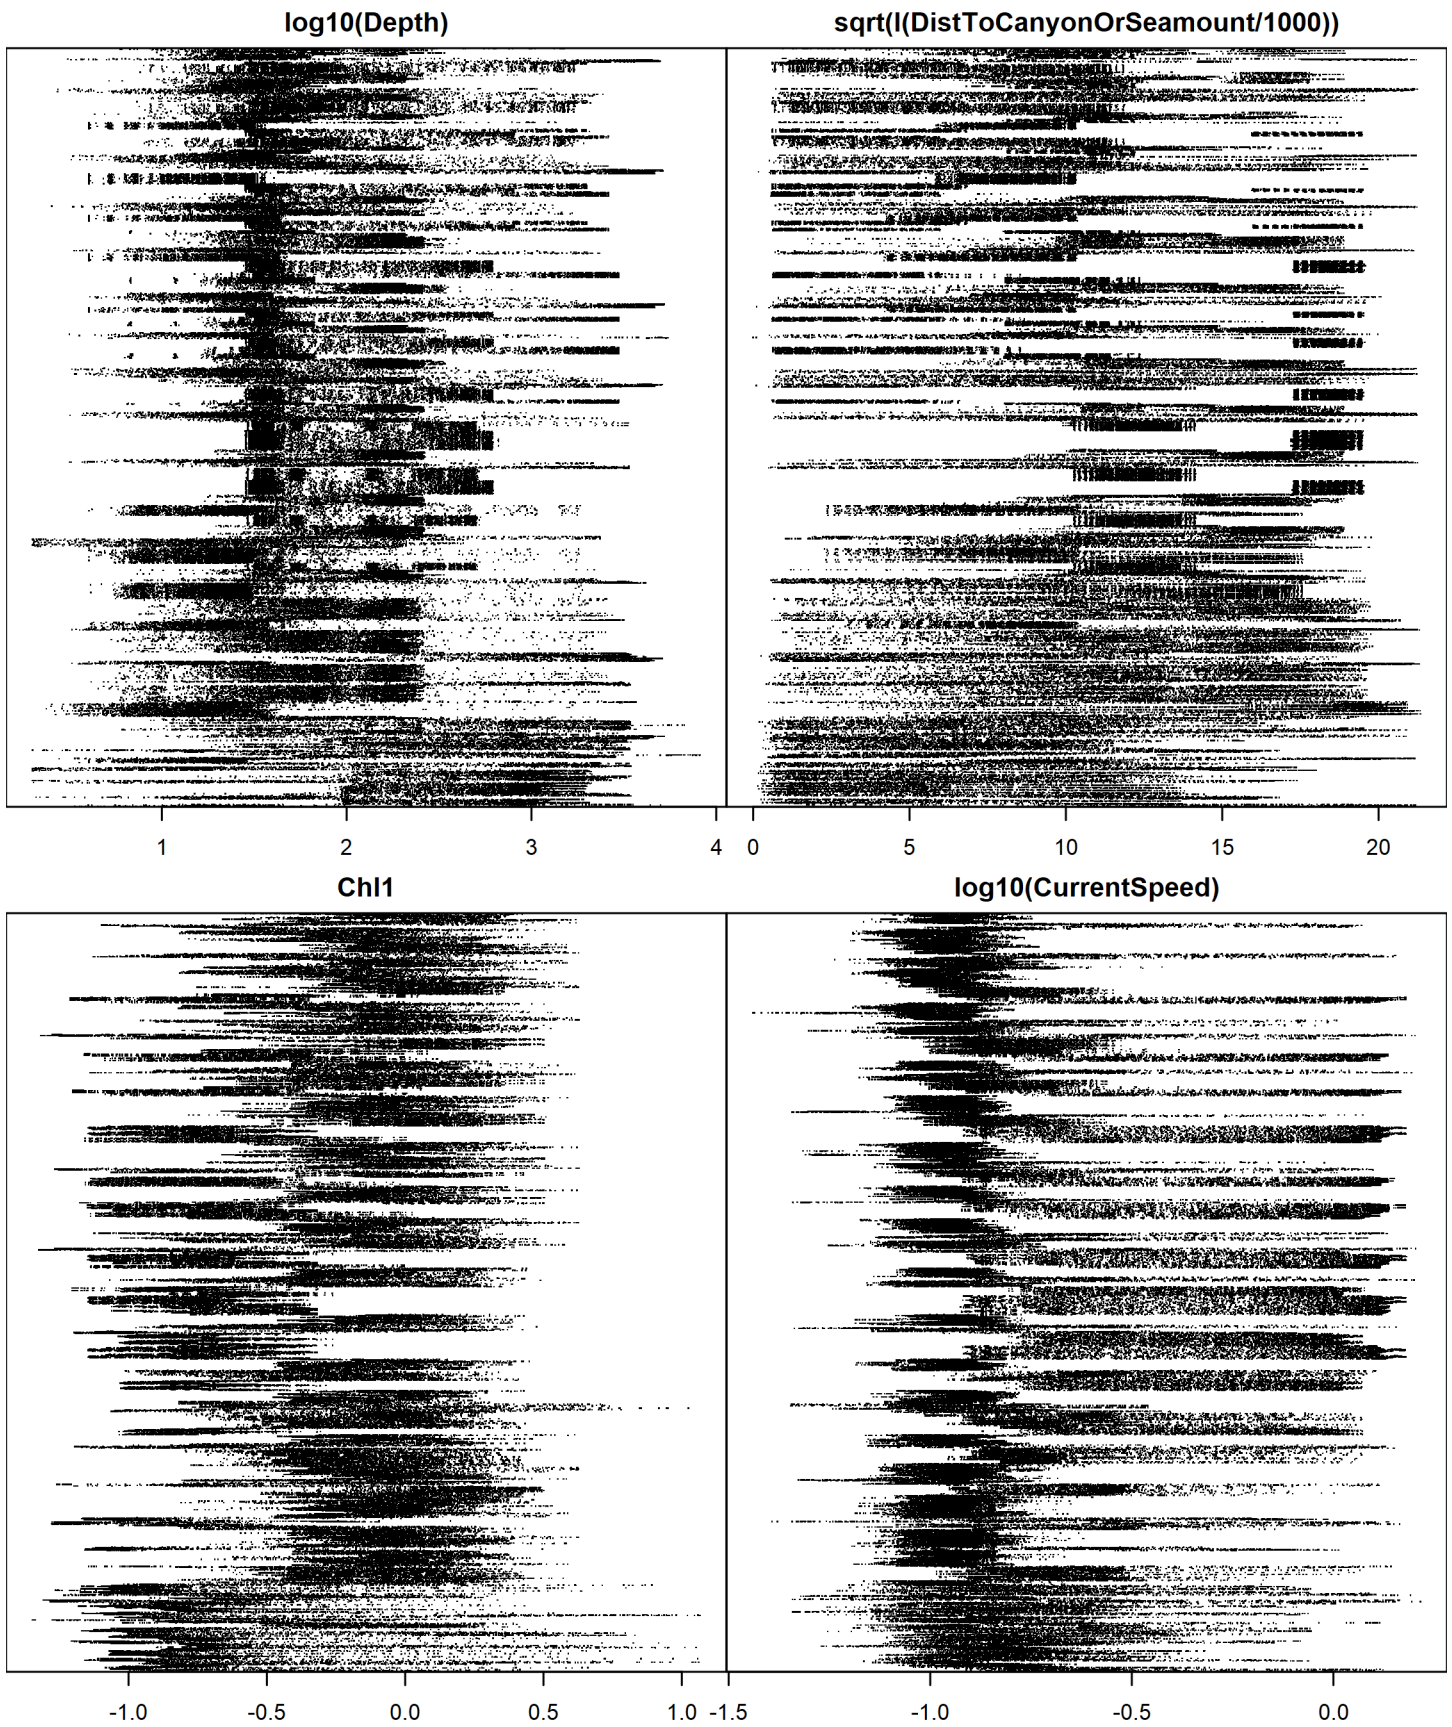 log10(Depth) sqrt(I(DistToCanyonOrSeamount/1000))
1 2 3 4 0 5 10 15 20
Chl1 log10(CurrentSpeed)
-1.0 -0.5 0.0 0.5 1.0 -1.5 -1.0 -0.5 0.0